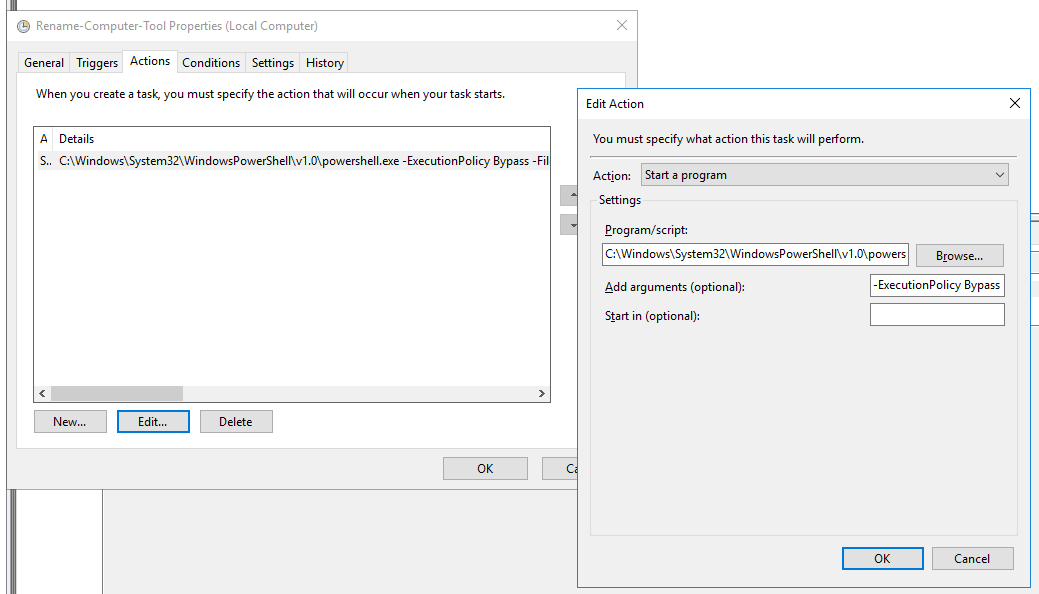 Rename-Computer-Tool Properties (Local Computer)
General Triggers Actions Conditions Settings History
When you create a task, you must specify the action that will occur when your task starts.
A Details
S.. C:\Windows\System32\WindowsPowerShell\v1.0\powershell.exe -ExecutionPolicy Bypass -Fil
New... Edit... Delete
OK Ca
Edit Action
You must specify what action this task will perform.
Action: Start a program
Settings
Program/script:
C:\Windows\System32\WindowsPowerShell\v1.0\powers Browse...
Add arguments (optional): -ExecutionPolicy Bypass
Start in (optional):
OK Cancel